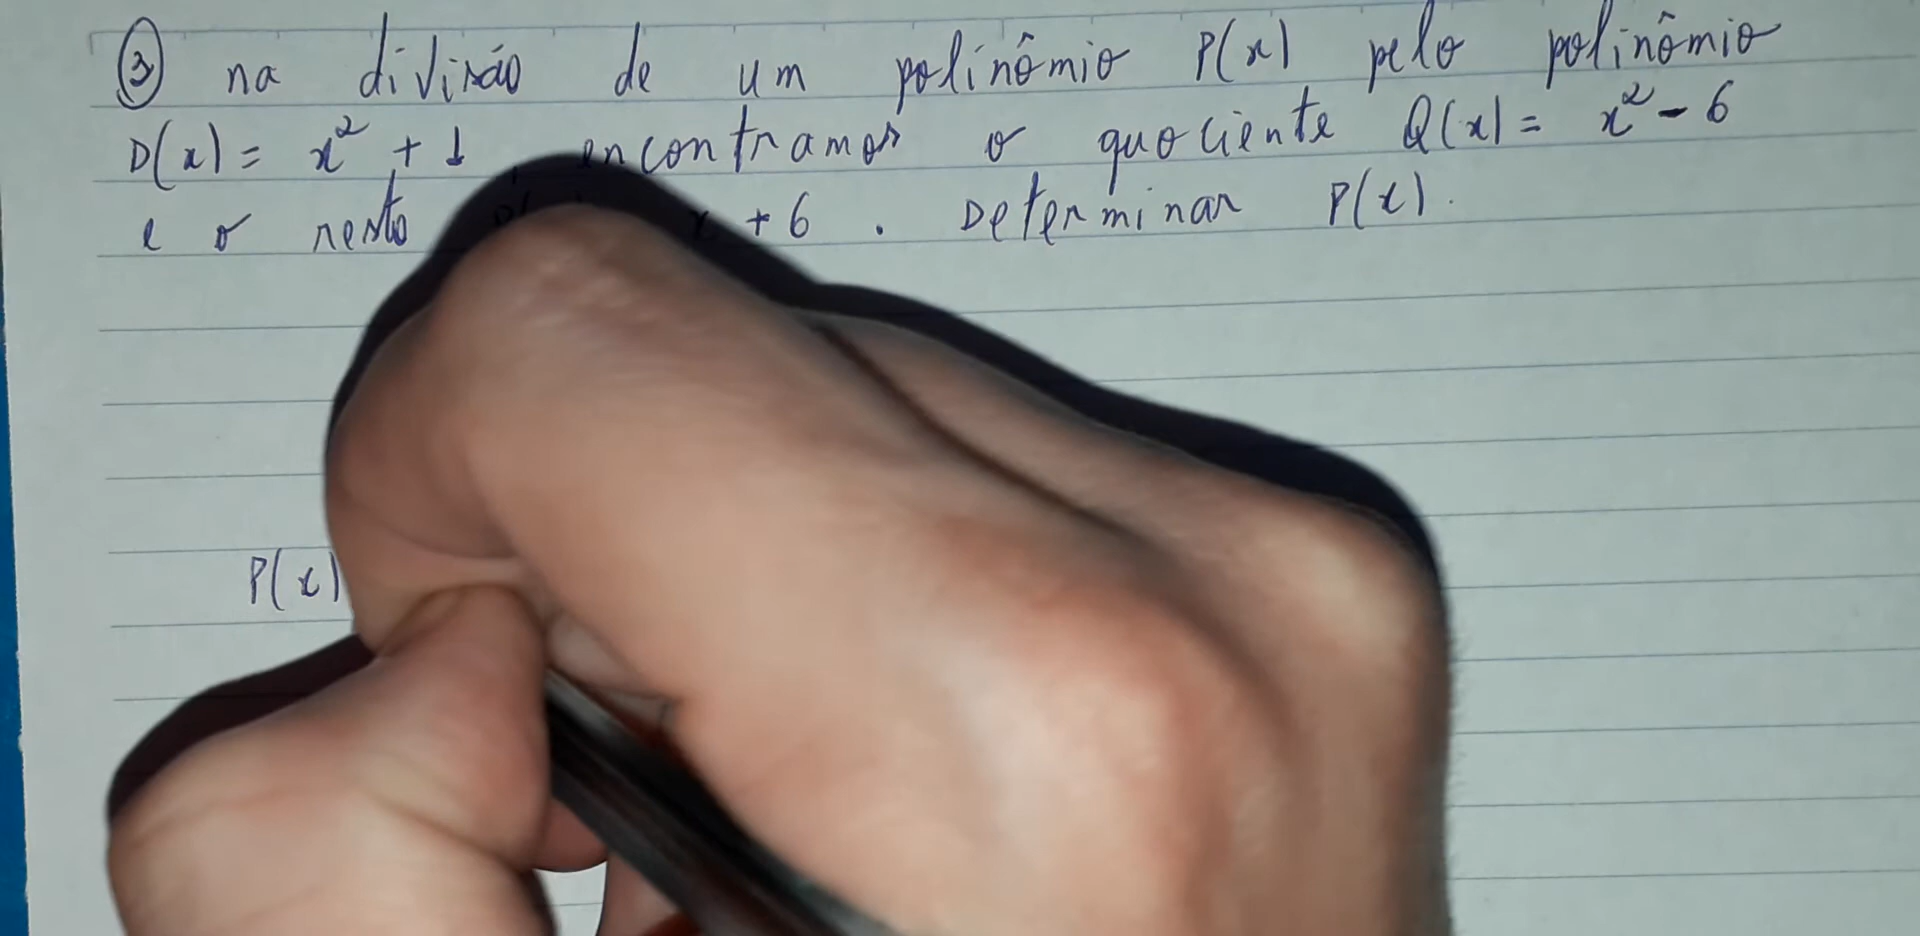 3 na divisão de um polinômio P(x) pelo polinômio
D(x) = x² + 1 encontramos o quociente Q(x) = x² - 6
e o resto x + 6 . Determinar P(x).
P(x)